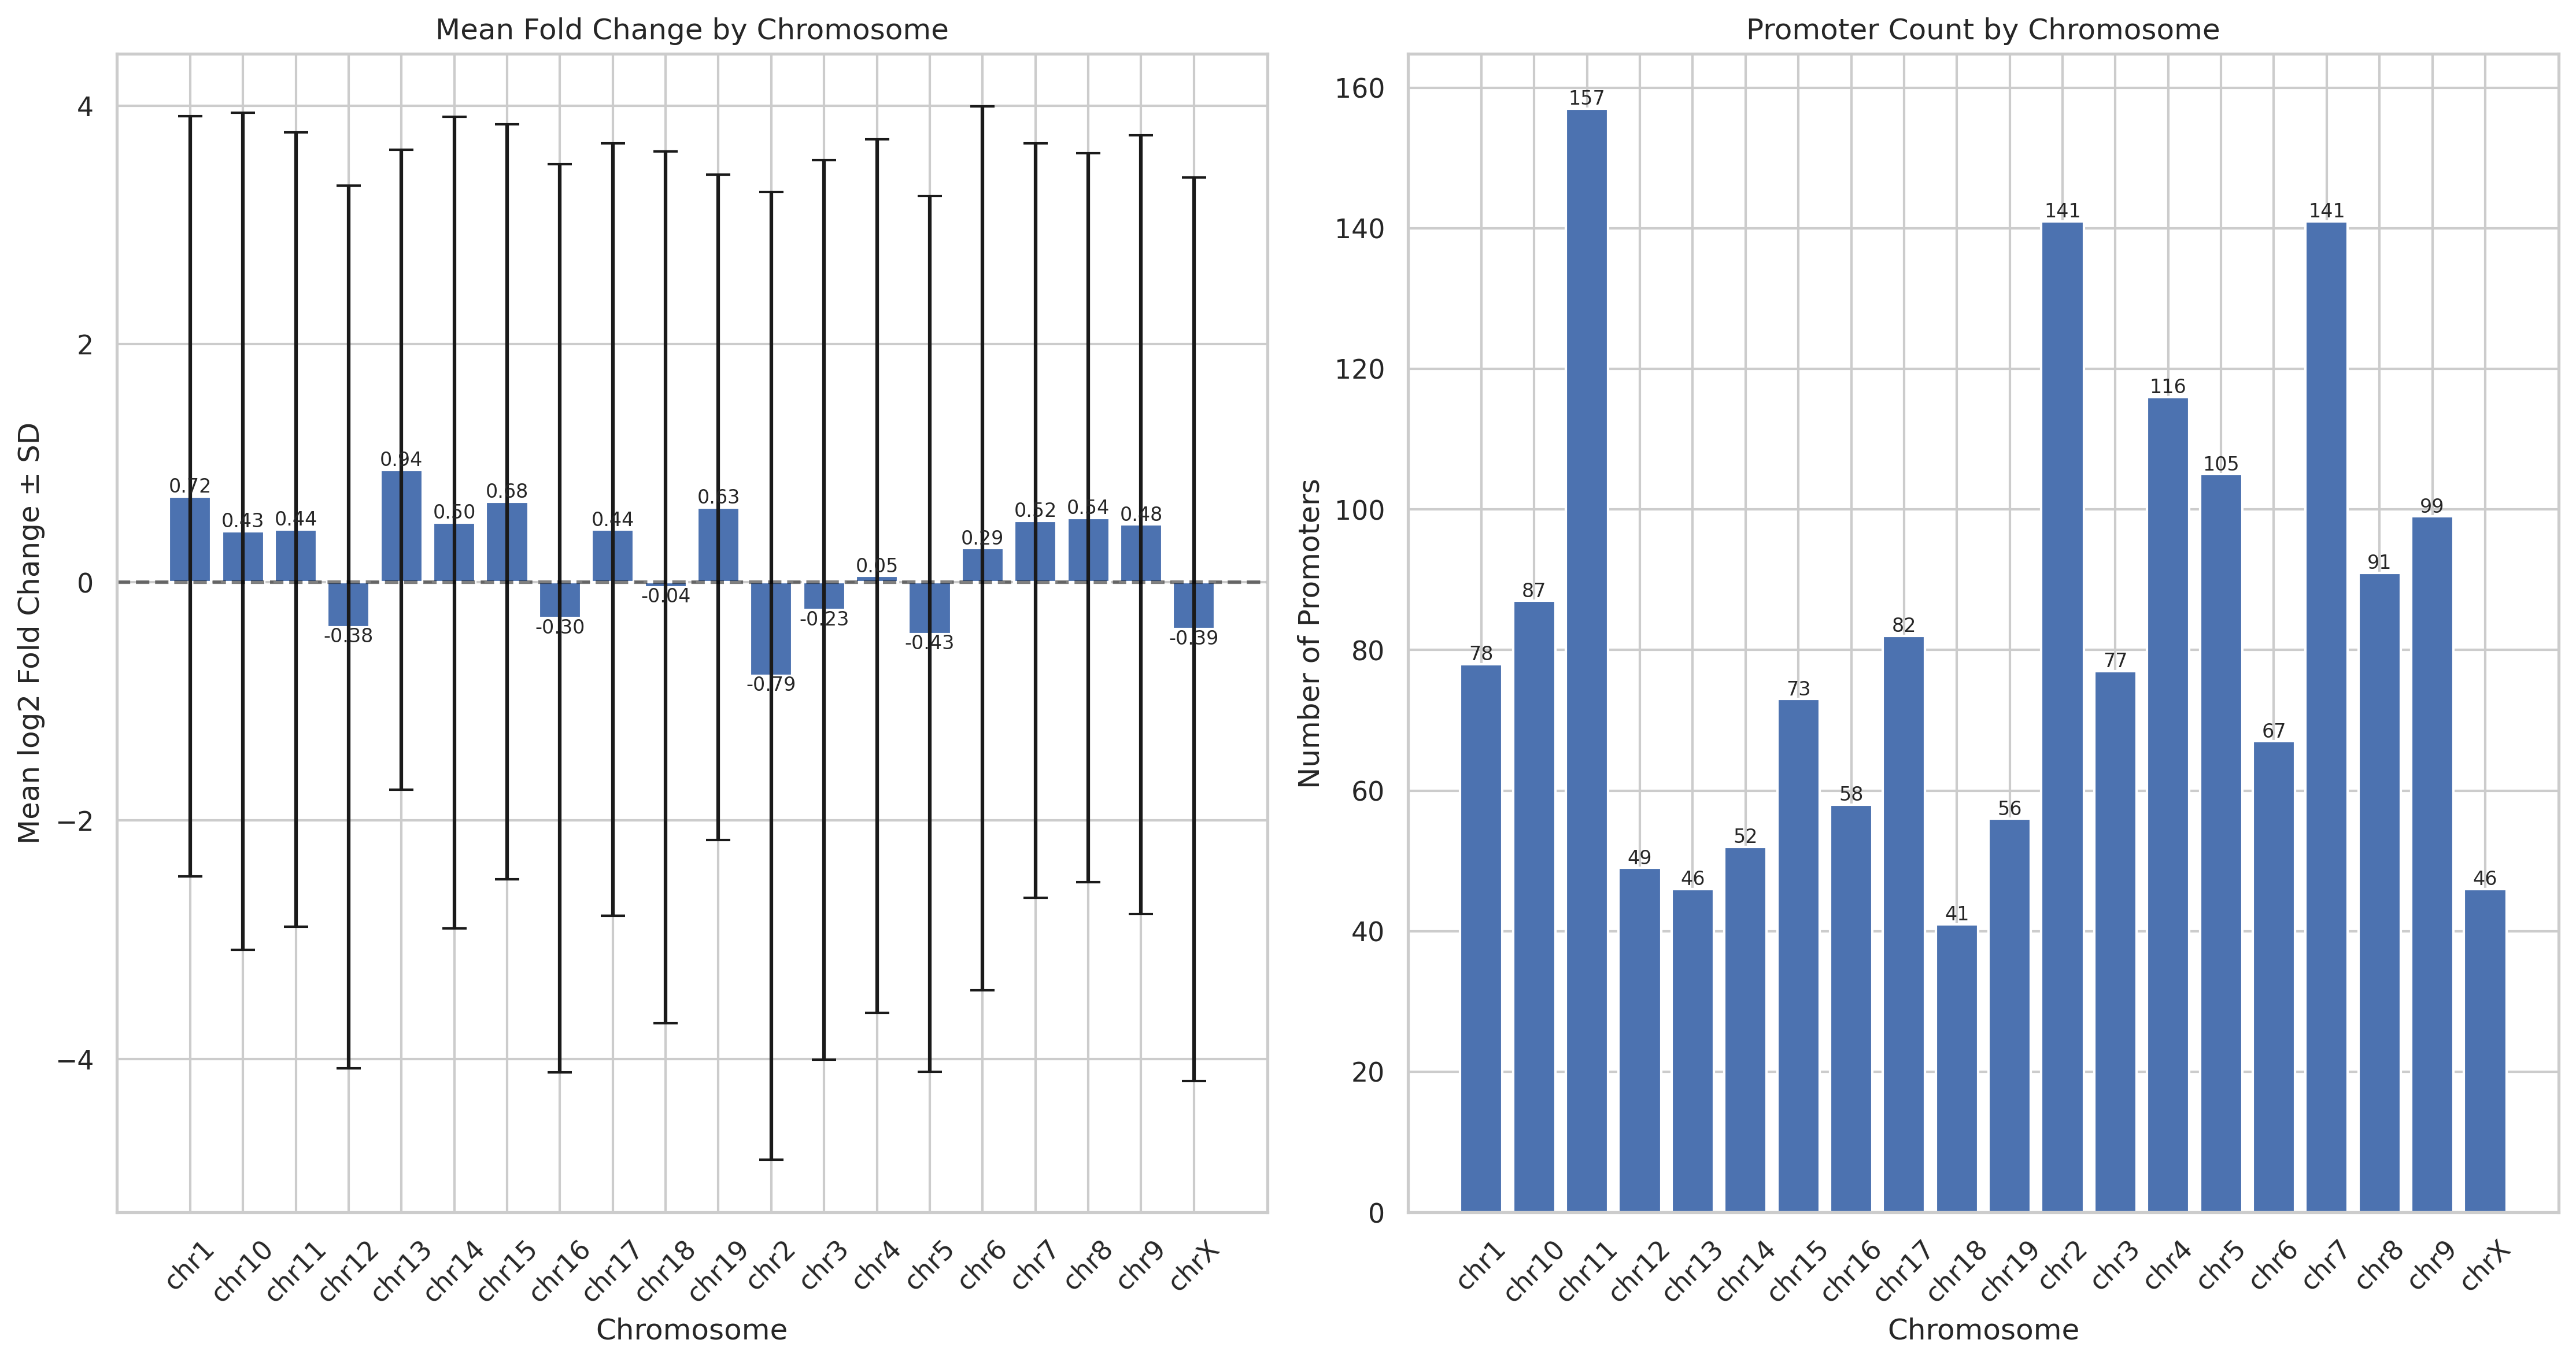 Mean Fold Change by Chromosome
Mean log2 Fold Change ± SD
4
2
0
−2
−4
0.72
0.43
0.44
-0.38
0.94
0.50
0.68
-0.30
0.44
-0.04
0.63
-0.79
-0.23
0.05
-0.43
0.29
0.52
0.54
0.48
-0.39
chr1
chr10
chr11
chr12
chr13
chr14
chr15
chr16
chr17
chr18
chr19
chr2
chr3
chr4
chr5
chr6
chr7
chr8
chr9
chrX
Chromosome
Promoter Count by Chromosome
Number of Promoters
160
140
120
100
80
60
40
20
0
78
87
157
49
46
52
73
58
82
41
56
141
77
116
105
67
141
91
99
46
chr1
chr10
chr11
chr12
chr13
chr14
chr15
chr16
chr17
chr18
chr19
chr2
chr3
chr4
chr5
chr6
chr7
chr8
chr9
chrX
Chromosome